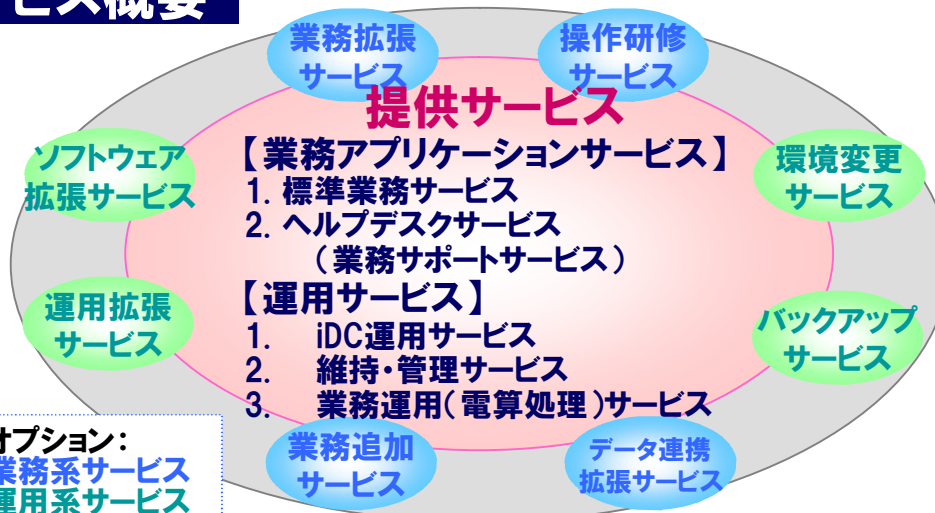 ビス概要
業務拡張
サービス
操作研修
サービス
提供サービス
ソフトウェア
拡張サービス
【業務アプリケーションサービス】
1. 標準業務サービス
2. ヘルプデスクサービス
（業務サポートサービス）
環境変更
サービス
運用拡張
サービス
【運用サービス】
1. iDC運用サービス
2. 維持・管理サービス
3. 業務運用(電算処理)サービス
バックアップ
サービス
業務追加
サービス
データ連携
拡張サービス
オプション：
業務系サービス
運用系サービス